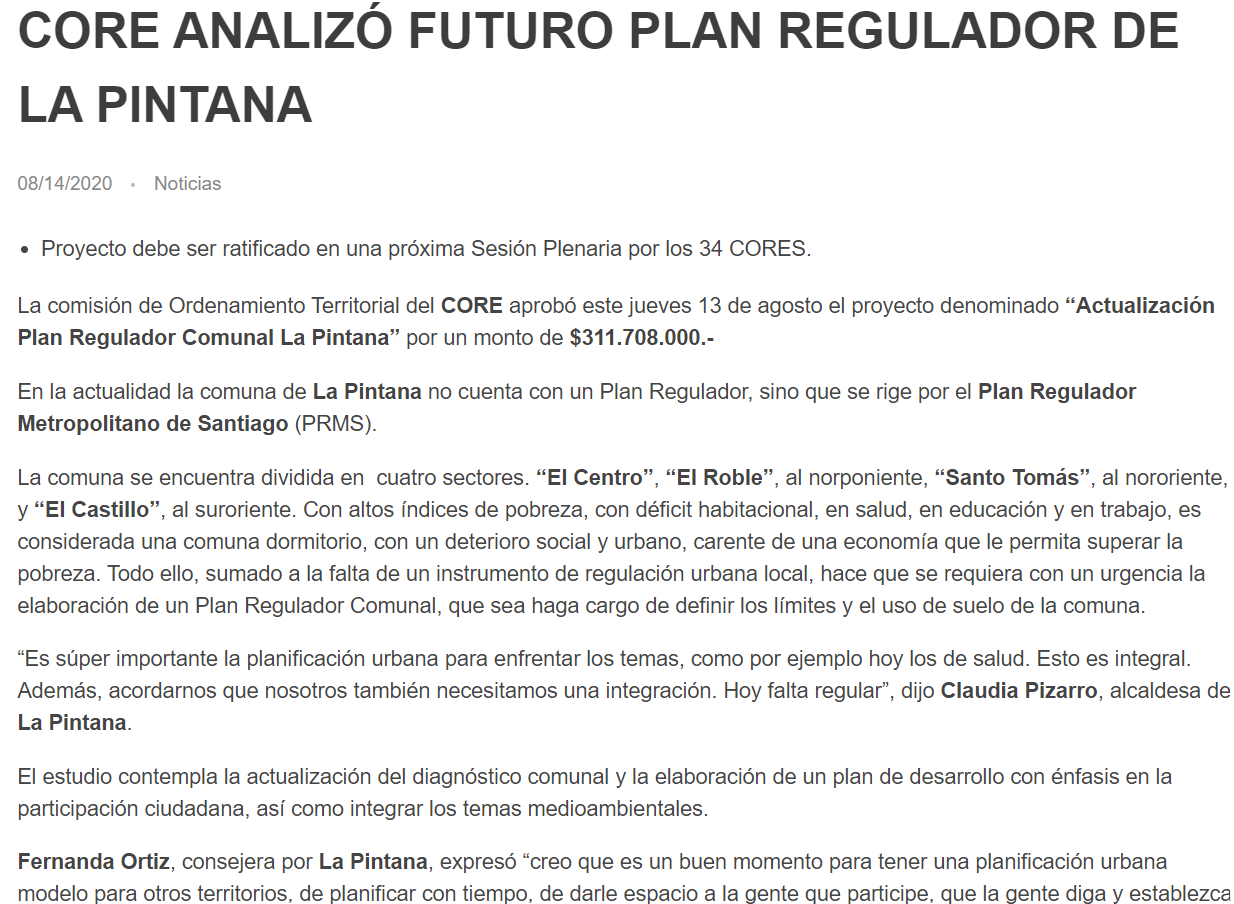 CORE ANALIZÓ FUTURO PLAN REGULADOR DE
LA PINTANA
08/14/2020 • Noticias
• Proyecto debe ser ratificado en una próxima Sesión Plenaria por los 34 CORES.
La comisión de Ordenamiento Territorial del CORE aprobó este jueves 13 de agosto el proyecto denominado “Actualización
Plan Regulador Comunal La Pintana” por un monto de $311.708.000.-
En la actualidad la comuna de La Pintana no cuenta con un Plan Regulador, sino que se rige por el Plan Regulador
Metropolitano de Santiago (PRMS).
La comuna se encuentra dividida en  cuatro sectores. “El Centro”, “El Roble”, al norponiente, “Santo Tomás”, al nororiente,
y “El Castillo”, al suroriente. Con altos índices de pobreza, con déficit habitacional, en salud, en educación y en trabajo, es
considerada una comuna dormitorio, con un deterioro social y urbano, carente de una economía que le permita superar la
pobreza. Todo ello, sumado a la falta de un instrumento de regulación urbana local, hace que se requiera con un urgencia la
elaboración de un Plan Regulador Comunal, que sea haga cargo de definir los límites y el uso de suelo de la comuna.
“Es súper importante la planificación urbana para enfrentar los temas, como por ejemplo hoy los de salud. Esto es integral.
Además, acordarnos que nosotros también necesitamos una integración. Hoy falta regular”, dijo Claudia Pizarro, alcaldesa de
La Pintana.
El estudio contempla la actualización del diagnóstico comunal y la elaboración de un plan de desarrollo con énfasis en la
participación ciudadana, así como integrar los temas medioambientales.
Fernanda Ortiz, consejera por La Pintana, expresó “creo que es un buen momento para tener una planificación urbana
modelo para otros territorios, de planificar con tiempo, de darle espacio a la gente que participe, que la gente diga y establezca